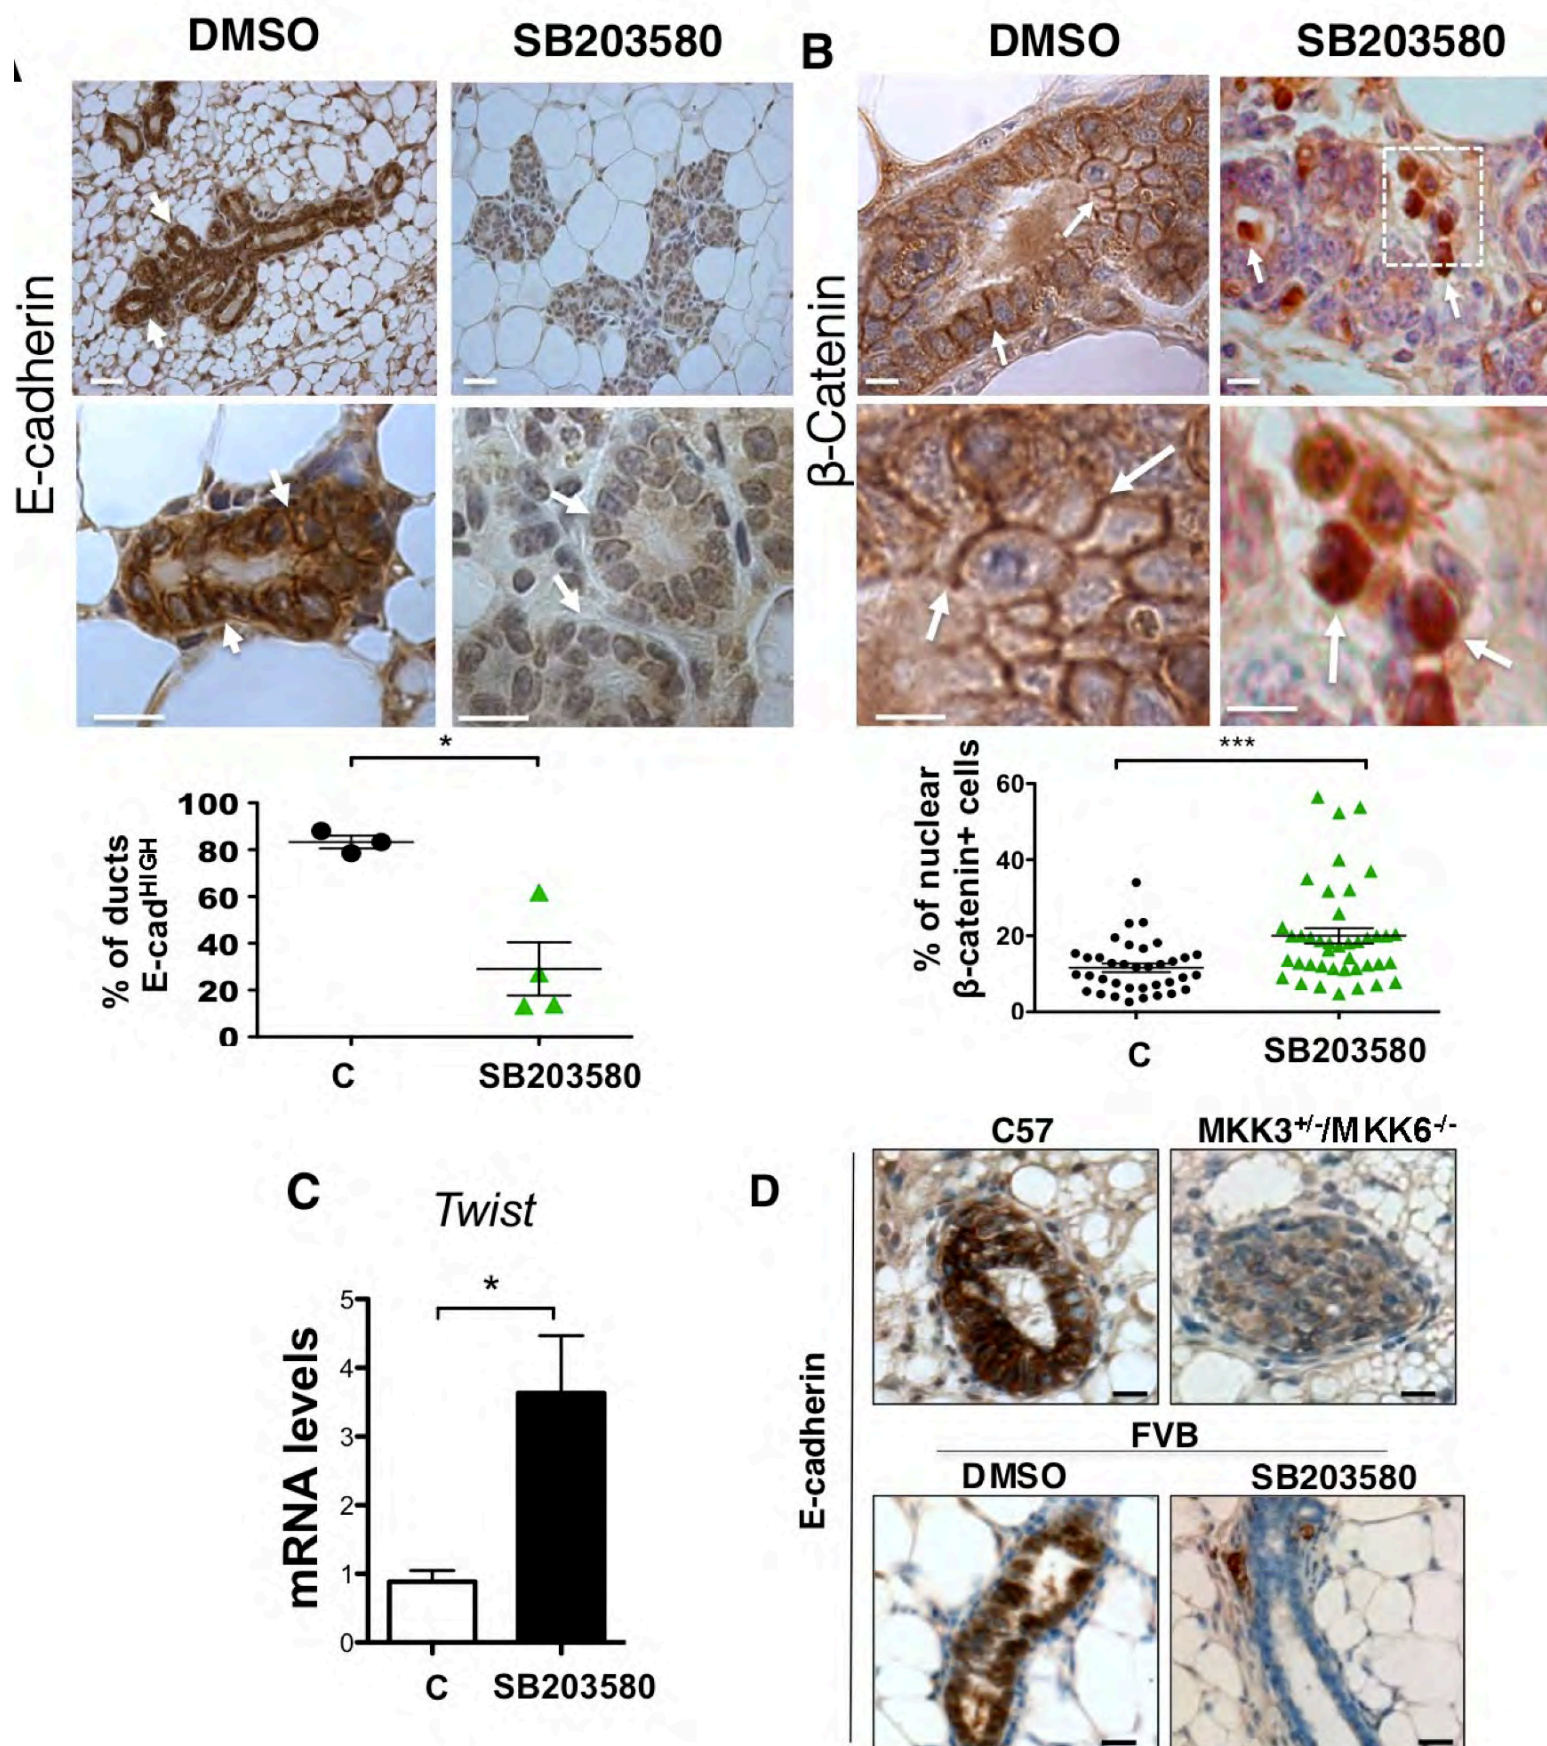 DMSO
SB203580
B
DMSO
SB203580
E-cadherin
β-Catenin
*
% of ducts
E-cadHIGH
100
80
60
40
20
0
C
SB203580
***
% of nuclear
β-catenin+ cells
60
40
20
0
C
SB203580
C
Twist
*
mRNA levels
5
4
3
2
1
0
C
SB203580
D
C57
MKK3+/-/MKK6-/-
E-cadherin
FVB
DMSO
SB203580